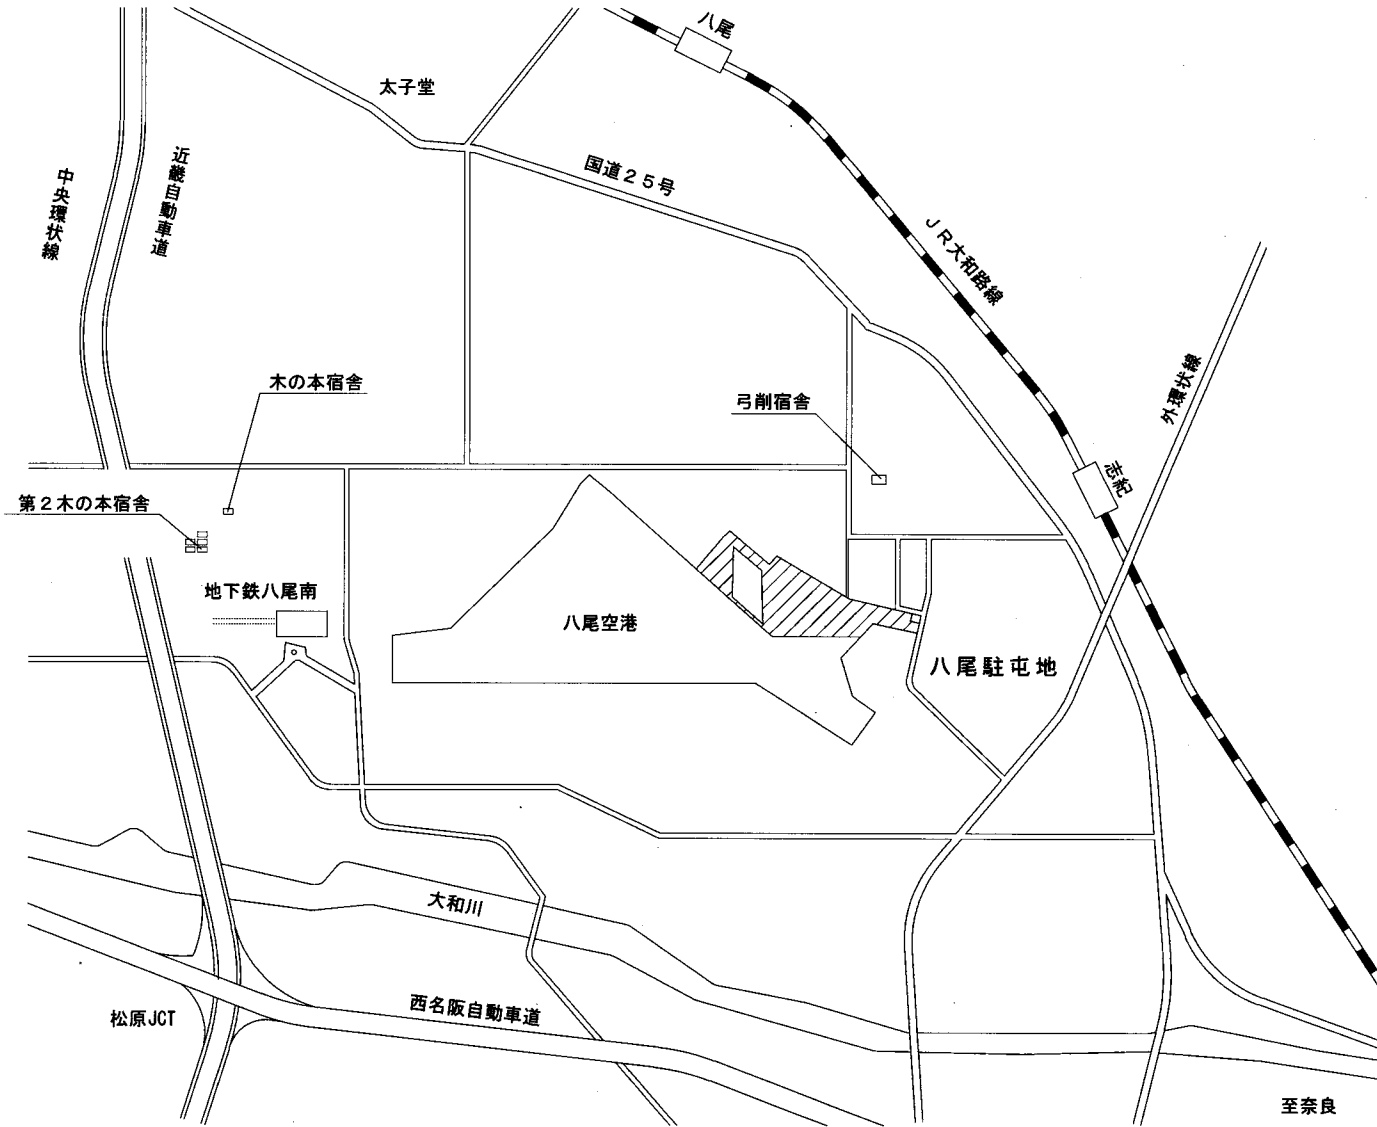 八尾
太子堂
国道25号
近畿自動車道
中央環状線
JR大和路線
外環状線
木の本宿舎
弓削宿舎
志紀
第2木の本宿舎
地下鉄八尾南
八尾空港
八尾駐屯地
大和川
西名阪自動車道
松原JCT
至奈良